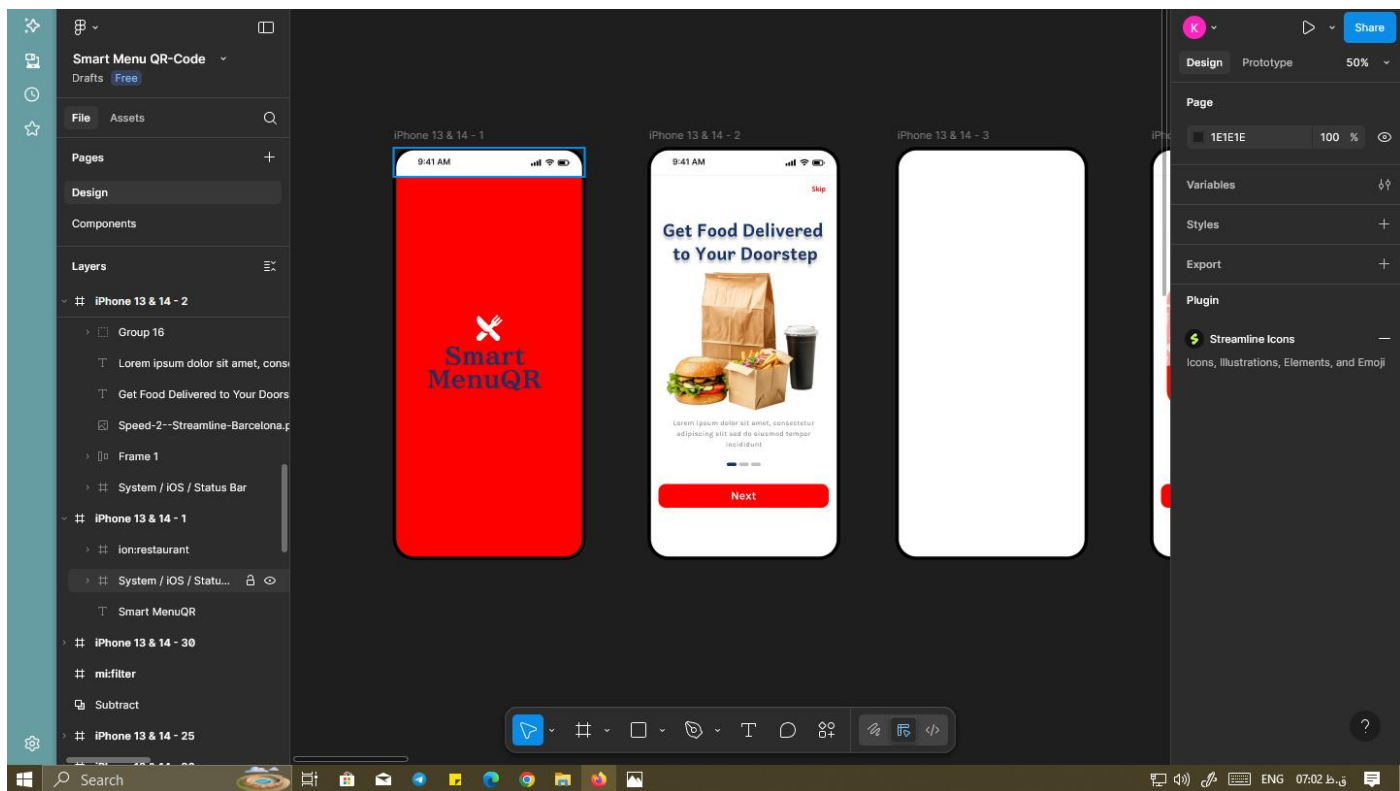 Smart Menu QR-Code
Drafts Free
File Assets
Pages
Design
Components
Layers
iPhone 13 & 14 - 2
Group 16
Lorem ipsum dolor sit amet, conse
Get Food Delivered to Your Doors
Speed-2--Streamline-Barcelona.p
Frame 1
System / iOS / Status Bar
iPhone 13 & 14 - 1
ion:restaurant
System / iOS / Statu...
Smart MenuQR
iPhone 13 & 14 - 30
mi:filter
Subtract
iPhone 13 & 14 - 25
iPhone 13 & 14 - 1
9:41 AM
Smart
MenuQR
iPhone 13 & 14 - 2
9:41 AM
Skip
Get Food Delivered
to Your Doorstep
Lorem ipsum dolor sit amet, consectetur
adipiscing elit sed do eiusmod tempor
incididunt
Next
iPhone 13 & 14 - 3
iPho
K
Share
Design Prototype 50%
Page
1E1E1E 100 %
Variables
Styles
Export
Plugin
Streamline Icons
Icons, Illustrations, Elements, and Emoji
?
Search
ENG 07:02 ق.ظ